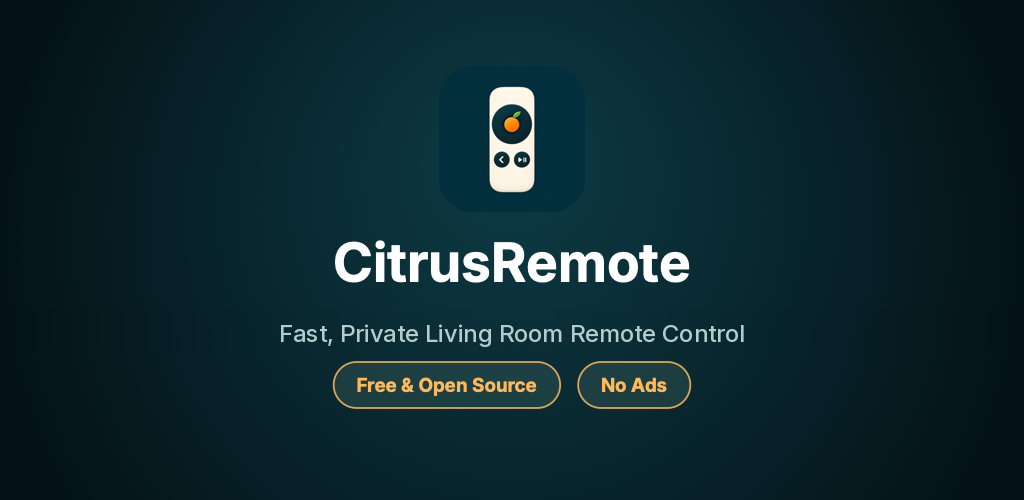 CitrusRemote
Fast, Private Living Room Remote Control
Free & Open Source
No Ads